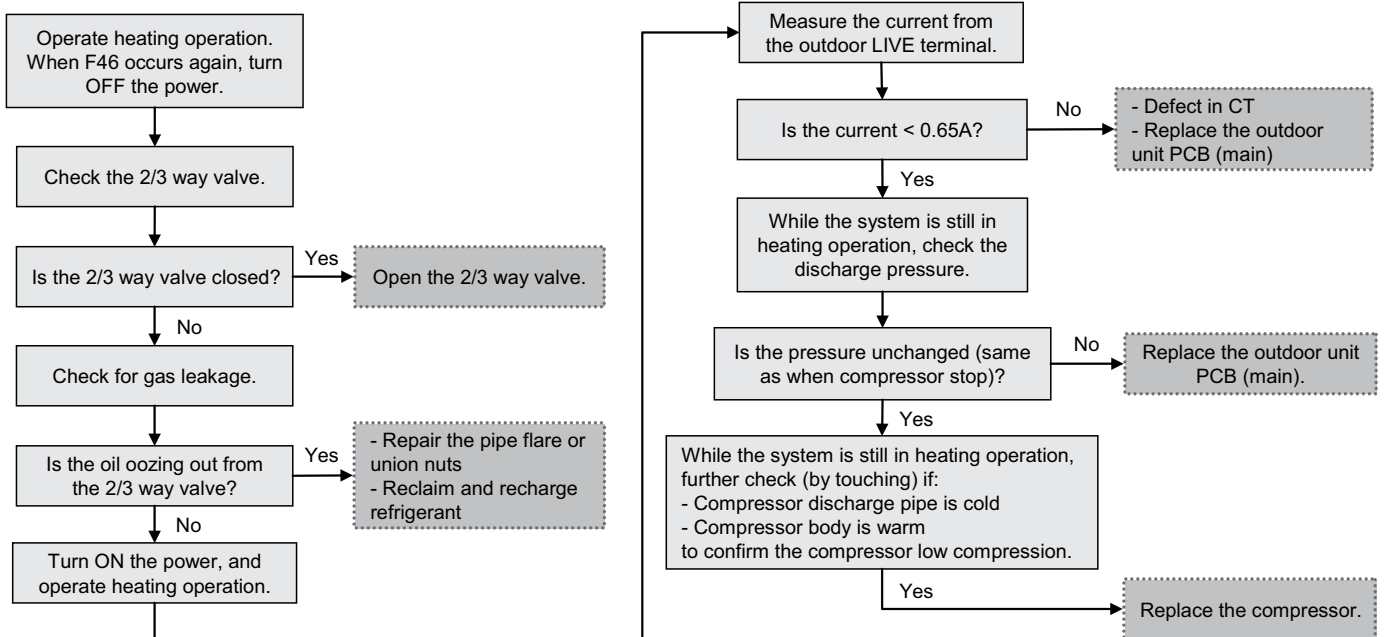 Operate heating operation.
When F46 occurs again, turn
OFF the power.
Check the 2/3 way valve.
Is the 2/3 way valve closed?
Yes
Open the 2/3 way valve.
No
Check for gas leakage.
Is the oil oozing out from
the 2/3 way valve?
Yes
- Repair the pipe flare or
union nuts
- Reclaim and recharge
refrigerant
No
Turn ON the power, and
operate heating operation.
Measure the current from
the outdoor LIVE terminal.
Is the current < 0.65A?
No
- Defect in CT
- Replace the outdoor
unit PCB (main)
Yes
While the system is still in
heating operation, check the
discharge pressure.
Is the pressure unchanged (same
as when compressor stop)?
No
Replace the outdoor unit
PCB (main).
Yes
While the system is still in heating operation,
further check (by touching) if:
- Compressor discharge pipe is cold
- Compressor body is warm
to confirm the compressor low compression.
Yes
Replace the compressor.